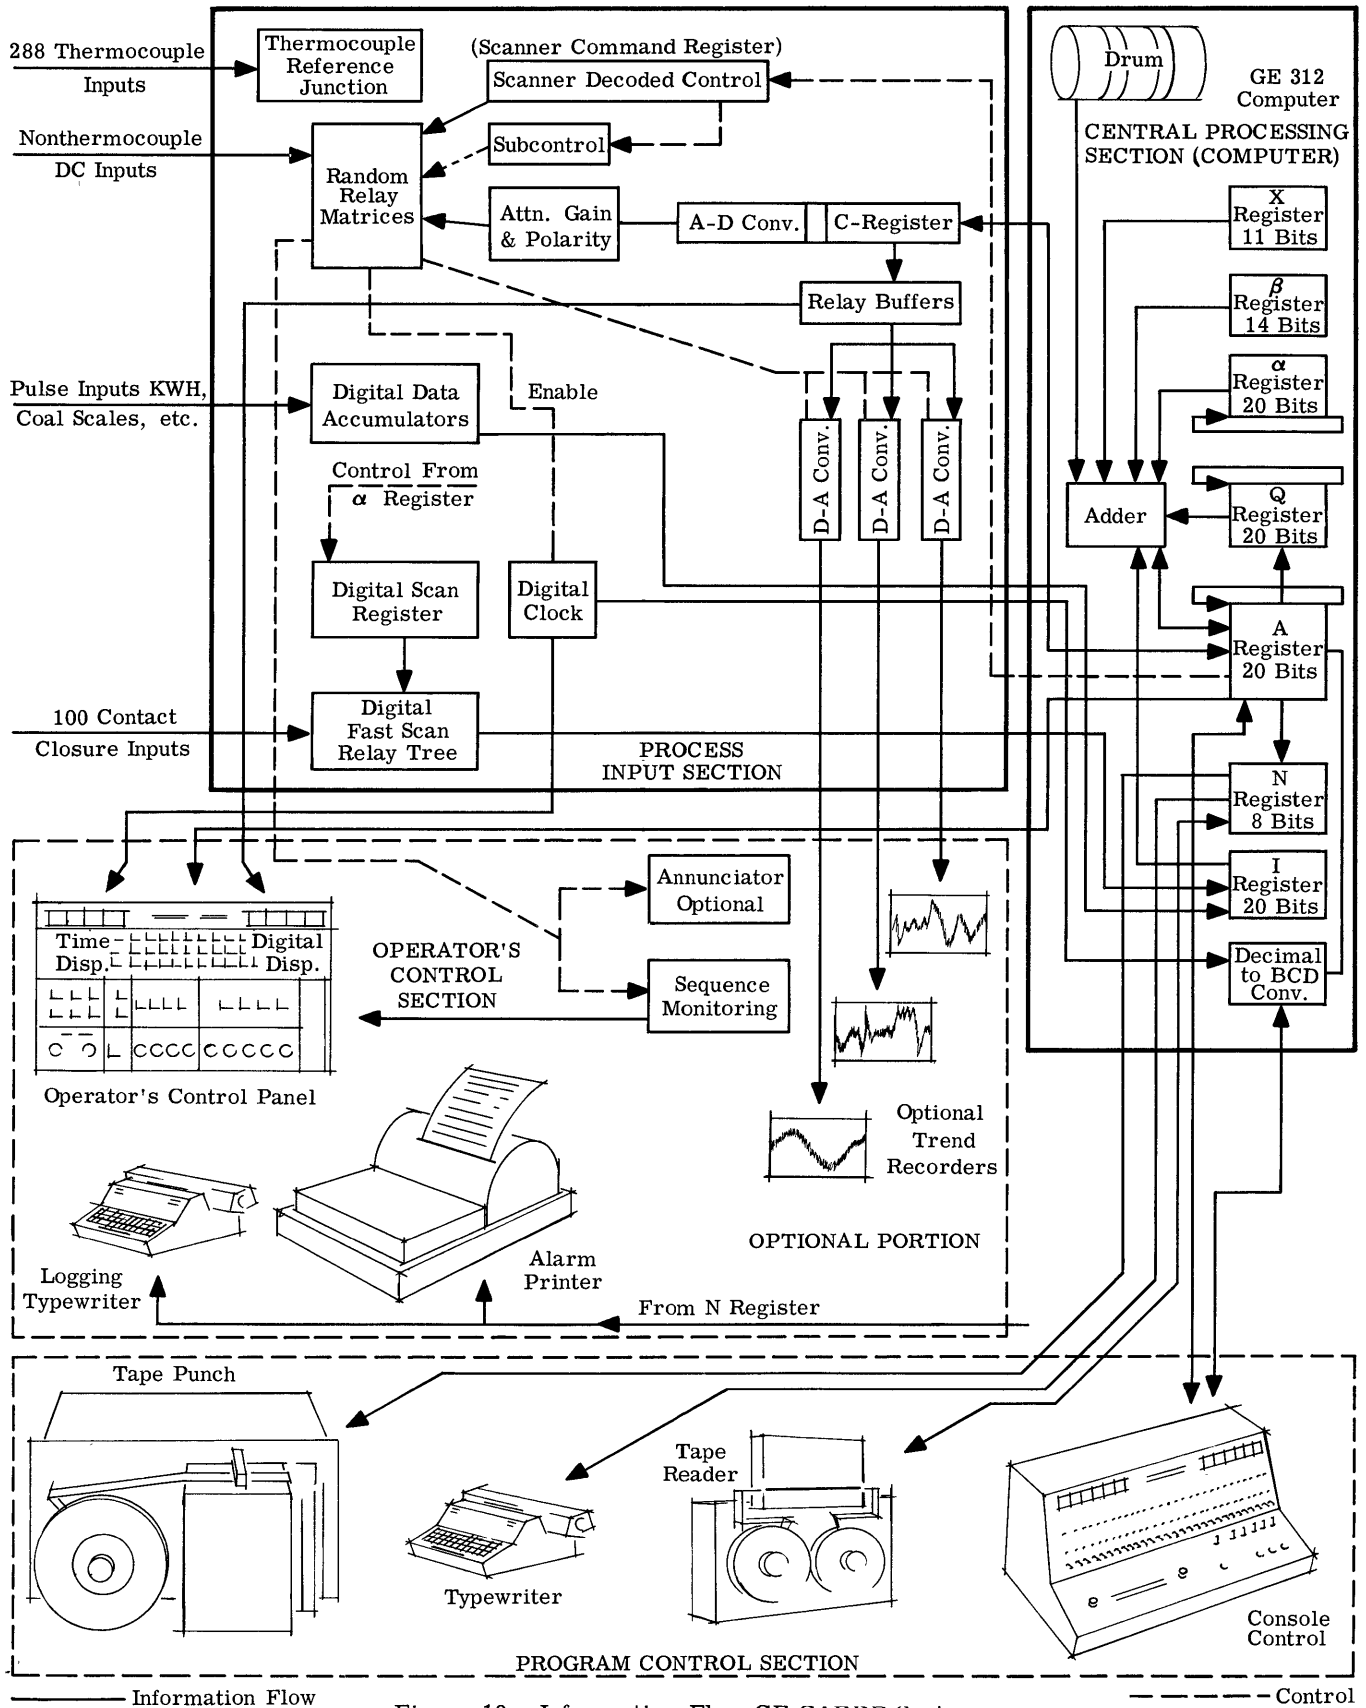 288 Thermocouple
Inputs
Thermocouple
Reference
Junction
(Scanner Command Register)
Scanner Decoded Control
Drum
GE 312
Computer
CENTRAL PROCESSING
SECTION (COMPUTER)
Nonthermocouple
DC Inputs
Random
Relay
Matrices
Subcontrol
Attn. Gain
& Polarity
A-D Conv.
C-Register
X
Register
11 Bits
Relay Buffers
β
Register
14 Bits
Pulse Inputs KWH,
Coal Scales, etc.
Digital Data
Accumulators
Enable
α
Register
20 Bits
D-A Conv.
D-A Conv.
D-A Conv.
Control From
α Register
Adder
Q
Register
20 Bits
Digital Scan
Register
Digital
Clock
A
Register
20 Bits
100 Contact
Closure Inputs
Digital
Fast Scan
Relay Tree
PROCESS
INPUT SECTION
N
Register
8 Bits
I
Register
20 Bits
Decimal
to BCD
Conv.
Time
Disp.
Digital
Disp.
OPERATOR'S
CONTROL
SECTION
Annunciator
Optional
Sequence
Monitoring
Operator's Control Panel
Optional
Trend
Recorders
OPTIONAL PORTION
Logging
Typewriter
Alarm
Printer
From N Register
Tape Punch
Tape
Reader
Typewriter
Console
Control
PROGRAM CONTROL SECTION
Information Flow
Control